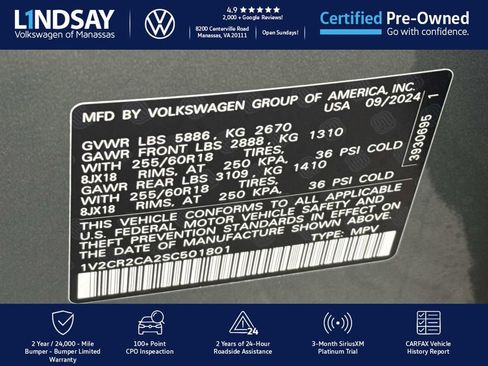 L1NDSAY
Volkswagen of Manassas
4.9 ★★★★★
2,000 + Google Reviews!
8200 Centerville Road
Manassas, VA 20111
Open Sundays!
Certified Pre-Owned
Go with confidence.
MFD BY VOLKSWAGEN GROUP OF AMERICA, INC.
USA 09/2024
GVWR LBS 5886, KG 2670
GAWR FRONT LBS 2888, KG 1310
WITH 255/60R18 TIRES,
8JX18 RIMS, AT 250 KPA, 36 PSI COLD
GAWR REAR LBS 3109, KG 1410
WITH 255/60R18 TIRES,
8JX18 RIMS, AT 250 KPA, 36 PSI COLD
THIS VEHICLE CONFORMS TO ALL APPLICABLE
U.S. FEDERAL MOTOR VEHICLE SAFETY AND
THEFT PREVENTION STANDARDS IN EFFECT ON
THE DATE OF MANUFACTURE SHOWN ABOVE.
1V2CR2CA2SC501801 TYPE: MPV
3930695 1
2 Year / 24,000 - Mile
Bumper - Bumper Limited
Warranty
100+ Point
CPO Inspeaction
24
2 Years of 24-Hour
Roadside Assistance
3-Month SiriusXM
Platinum Trial
CARFAX Vehicle
History Report